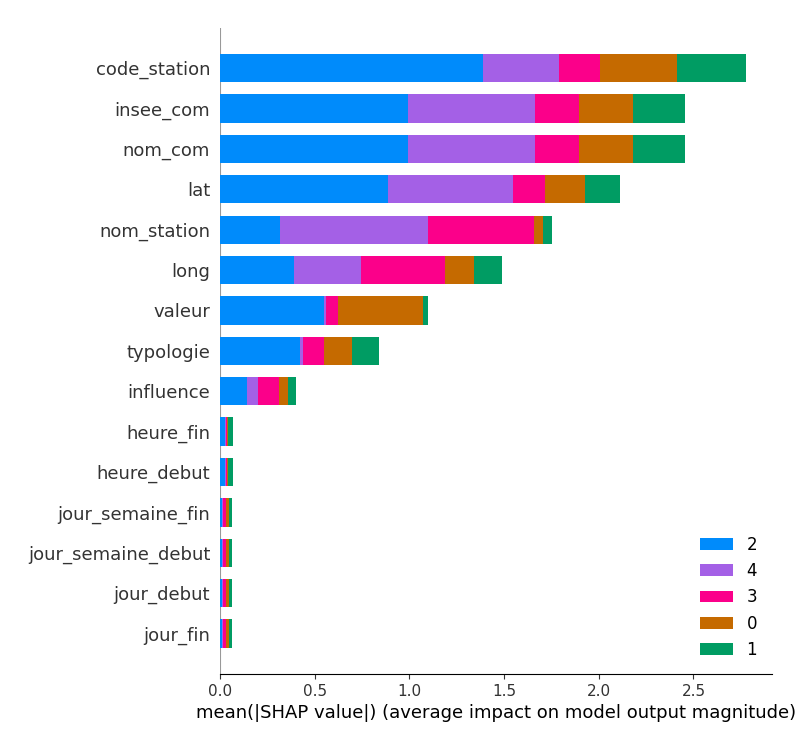 code_station
insee_com
nom_com
lat
nom_station
long
valeur
typologie
influence
heure_fin
heure_debut
jour_semaine_fin
jour_semaine_debut
jour_debut
jour_fin
2
4
3
0
1
0.0 0.5 1.0 1.5 2.0 2.5
mean(|SHAP value|) (average impact on model output magnitude)